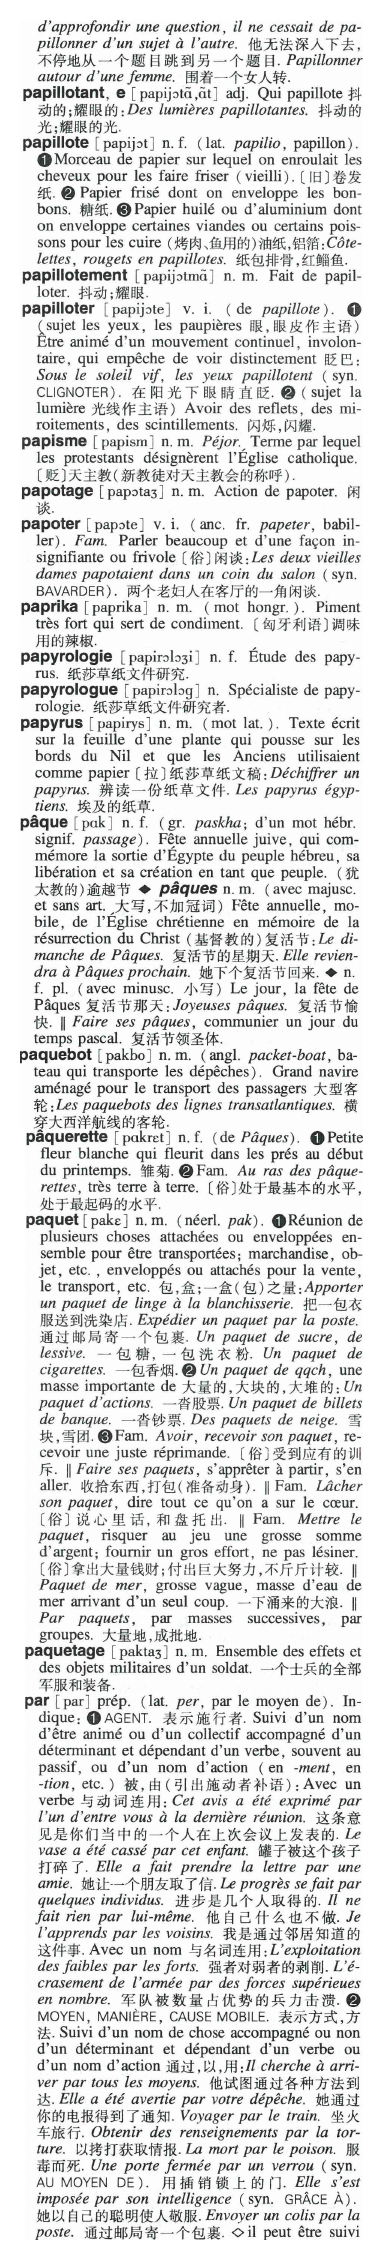 d'approfondir une question, il ne cessait de pa-
pillonner d'un sujet à l'autre. 他无法深入下去,
不停地从一个题目跳到另一个题目. Papillonner
autour d'une femme. 围着一个女人转.
papillotant, e [papijɔtɑ̃,ɑ̃t] adj. Qui papillote 抖
动的;耀眼的:Des lumières papillotantes. 抖动的
光;耀眼的光.
papillote [papijɔt] n. f. (lat. papilio, papillon).
❶Morceau de papier sur lequel on enroulait les
cheveux pour les faire friser (vieilli).〔旧〕卷发
纸. ❷ Papier frisé dont on enveloppe les bon-
bons. 糖纸. ❸ Papier huilé ou d'aluminium dont
on enveloppe certaines viandes ou certains pois-
sons pour les cuire (烤肉、鱼用的)油纸,铝箔:Côte-
lettes, rougets en papillotes. 纸包排骨,红鲻鱼.
papillotement [papijɔtmɑ̃] n. m. Fait de papil-
loter. 抖动;耀眼.
papilloter [papijɔte] v. i. (de papillote). ❶
(sujet les yeux, les paupières 眼,眼皮作主语)
Être animé d'un mouvement continuel, involon-
taire, qui empêche de voir distinctement 眨巴:
Sous le soleil vif, les yeux papillotent (syn.
CLIGNOTER). 在阳光下眼睛直眨. ❷ (sujet la
lumière 光线作主语) Avoir des reflets, des mi-
roitements, des scintillements. 闪烁,闪耀.
papisme [papism] n. m. Péjor. Terme par lequel
les protestants désignèrent l'Église catholique.
〔贬〕天主教(新教徒对天主教会的称呼).
papotage [papɔtaʒ] n. m. Action de papoter. 闲
谈.
papoter [papɔte] v. i. (anc. fr. papeter, babil-
ler). Fam. Parler beaucoup et d'une façon in-
signifiante ou frivole〔俗〕闲谈:Les deux vieilles
dames papotaient dans un coin du salon (syn.
BAVARDER). 两个老妇人在客厅的一角闲谈.
paprika [paprika] n. m. (mot hongr.). Piment
très fort qui sert de condiment. 〔匈牙利语〕调味
用的辣椒.
papyrologie [papirɔlɔʒi] n. f. Étude des papy-
rus. 纸莎草纸文件研究.
papyrologue [papirɔlɔg] n. Spécialiste de papy-
rologie. 纸莎草纸文件研究者.
papyrus [papirys] n. m. (mot lat.). Texte écrit
sur la feuille d'une plante qui pousse sur les
bords du Nil et que les Anciens utilisaient
comme papier〔拉〕纸莎草纸文稿:Déchiffrer un
papyrus. 辨读一份纸草文件. Les papyrus égyp-
tiens. 埃及的纸草.
pâque [pɑk] n. f. (gr. paskha; d'un mot hébr.
signif. passage). Fête annuelle juive, qui com-
mémore la sortie d'Égypte du peuple hébreu, sa
libération et sa création en tant que peuple. (犹
太教的)逾越节 ◆ pâques n. m. (avec majusc.
et sans art. 大写,不加冠词) Fête annuelle, mo-
bile, de l'Église chrétienne en mémoire de la
résurrection du Christ (基督教的)复活节:Le di-
manche de Pâques. 复活节的星期天. Elle revien-
dra à Pâques prochain. 她下个复活节回来. ◆ n.
f. pl. (avec minusc. 小写) Le jour, la fête de
Pâques 复活节那天:Joyeuses pâques. 复活节愉
快. ‖ Faire ses pâques, communier un jour du
temps pascal. 复活节领圣体.
paquebot [pakbo] n. m. (angl. packet-boat, ba-
teau qui transporte les dépêches). Grand navire
aménagé pour le transport des passagers 大型客
轮:Les paquebots des lignes transatlantiques. 横
穿大西洋航线的客轮.
pâquerette [pɑkrɛt] n. f. (de Pâques). ❶Petite
fleur blanche qui fleurit dans les prés au début
du printemps. 雏菊. ❷ Fam. Au ras des pâque-
rettes, très terre à terre.〔俗〕处于最基本的水平,
处于最起码的水平.
paquet [pakɛ] n. m. (néerl. pak). ❶Réunion de
plusieurs choses attachées ou enveloppées en-
semble pour être transportées; marchandise, ob-
jet, etc., enveloppés ou attachés pour la vente,
le transport, etc. 包,盒;一盒(包)之量:Apporter
un paquet de linge à la blanchisserie. 把一包衣
服送到洗染店. Expédier un paquet par la poste.
通过邮局寄一个包裹. Un paquet de sucre, de
lessive. 一包糖,一包洗衣粉. Un paquet de
cigarettes. 一包香烟. ❷ Un paquet de qqch, une
masse importante de 大量的,大块的,大堆的:Un
paquet d'actions. 一沓股票. Un paquet de billets
de banque. 一沓钞票. Des paquets de neige. 雪
块,雪团. ❸Fam. Avoir, recevoir son paquet, re-
cevoir une juste réprimande. 〔俗〕受到应有的训
斥. ‖ Faire ses paquets, s'apprêter à partir, s'en
aller. 收拾东西,打包(准备动身). ‖ Fam. Lâcher
son paquet, dire tout ce qu'on a sur le cœur.
〔俗〕说心里话,和盘托出. ‖ Fam. Mettre le
paquet, risquer au jeu une grosse somme
d'argent; fournir un gros effort, ne pas lésiner.
〔俗〕拿出大量钱财;付出巨大努力,不斤斤计较. ‖
Paquet de mer, grosse vague, masse d'eau de
mer arrivant d'un seul coup. 一下涌来的大浪. ‖
Par paquets, par masses successives, par
groupes. 大量地,成批地.
paquetage [paktaʒ] n. m. Ensemble des effets et
des objets militaires d'un soldat. 一个士兵的全部
军服和装备.
par [par] prép. (lat. per, par le moyen de). In-
dique: ❶ AGENT. 表示施行者. Suivi d'un nom
d'être animé ou d'un collectif accompagné d'un
déterminant et dépendant d'un verbe, souvent au
passif, ou d'un nom d'action (en -ment, en
-tion, etc.) 被,由(引出施动者补语):Avec un
verbe 与动词连用:Cet avis a été exprimé par
l'un d'entre vous à la dernière réunion. 这条意
见是你们当中的一个人在上次会议上发表的. Le
vase a été cassé par cet enfant. 罐子被这个孩子
打碎了. Elle a fait prendre la lettre par une
amie. 她让一个朋友取了信. Le progrès se fait par
quelques individus. 进步是几个人取得的. Il ne
fait rien par lui-même. 他自己什么也不做. Je
l'apprends par les voisins. 我是通过邻居知道的
这件事. Avec un nom 与名词连用:L'exploitation
des faibles par les forts. 强者对弱者的剥削. L'é-
crasement de l'armée par des forces supérieues
en nombre. 军队被数量占优势的兵力击溃. ❷
MOYEN, MANIÈRE, CAUSE MOBILE. 表示方式,方
法. Suivi d'un nom de chose accompagné ou non
d'un déterminant et dépendant d'un verbe ou
d'un nom d'action 通过,以,用:Il cherche à arri-
ver par tous les moyens. 他试图通过各种方法到
达. Elle a été avertie par votre dépêche. 她通过
你的电报得到了通知. Voyager par le train. 坐火
车旅行. Obtenir des renseignements par la tor-
ture. 以拷打获取情报. La mort par le poison. 服
毒而死. Une porte fermée par un verrou (syn.
AU MOYEN DE). 用插销锁上的门. Elle s'est
imposée par son intelligence (syn. GRÂCE À).
她以自己的聪明使人敬服. Envoyer un colis par la
poste. 通过邮局寄一个包裹. ◇il peut être suivi